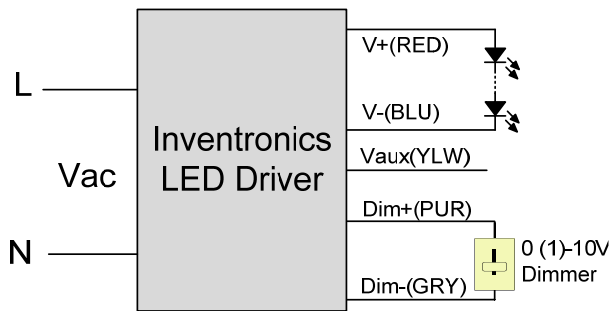 L
Vac
N
Inventronics
LED Driver
V+(RED)
V-(BLU)
Vaux(YLW)
Dim+(PUR)
Dim-(GRY)
0 (1)-10V
Dimmer